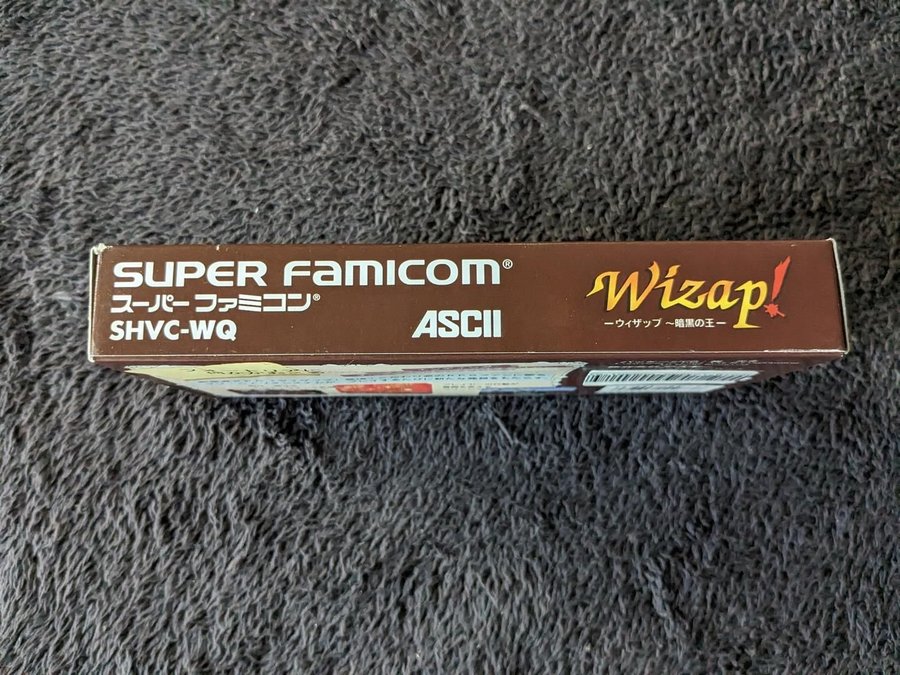 SUPER FAMICOM®
スーパーファミコン®
SHVC-WQ
ASCII
Wizap!
ーウィザップ ～暗黒の王ー